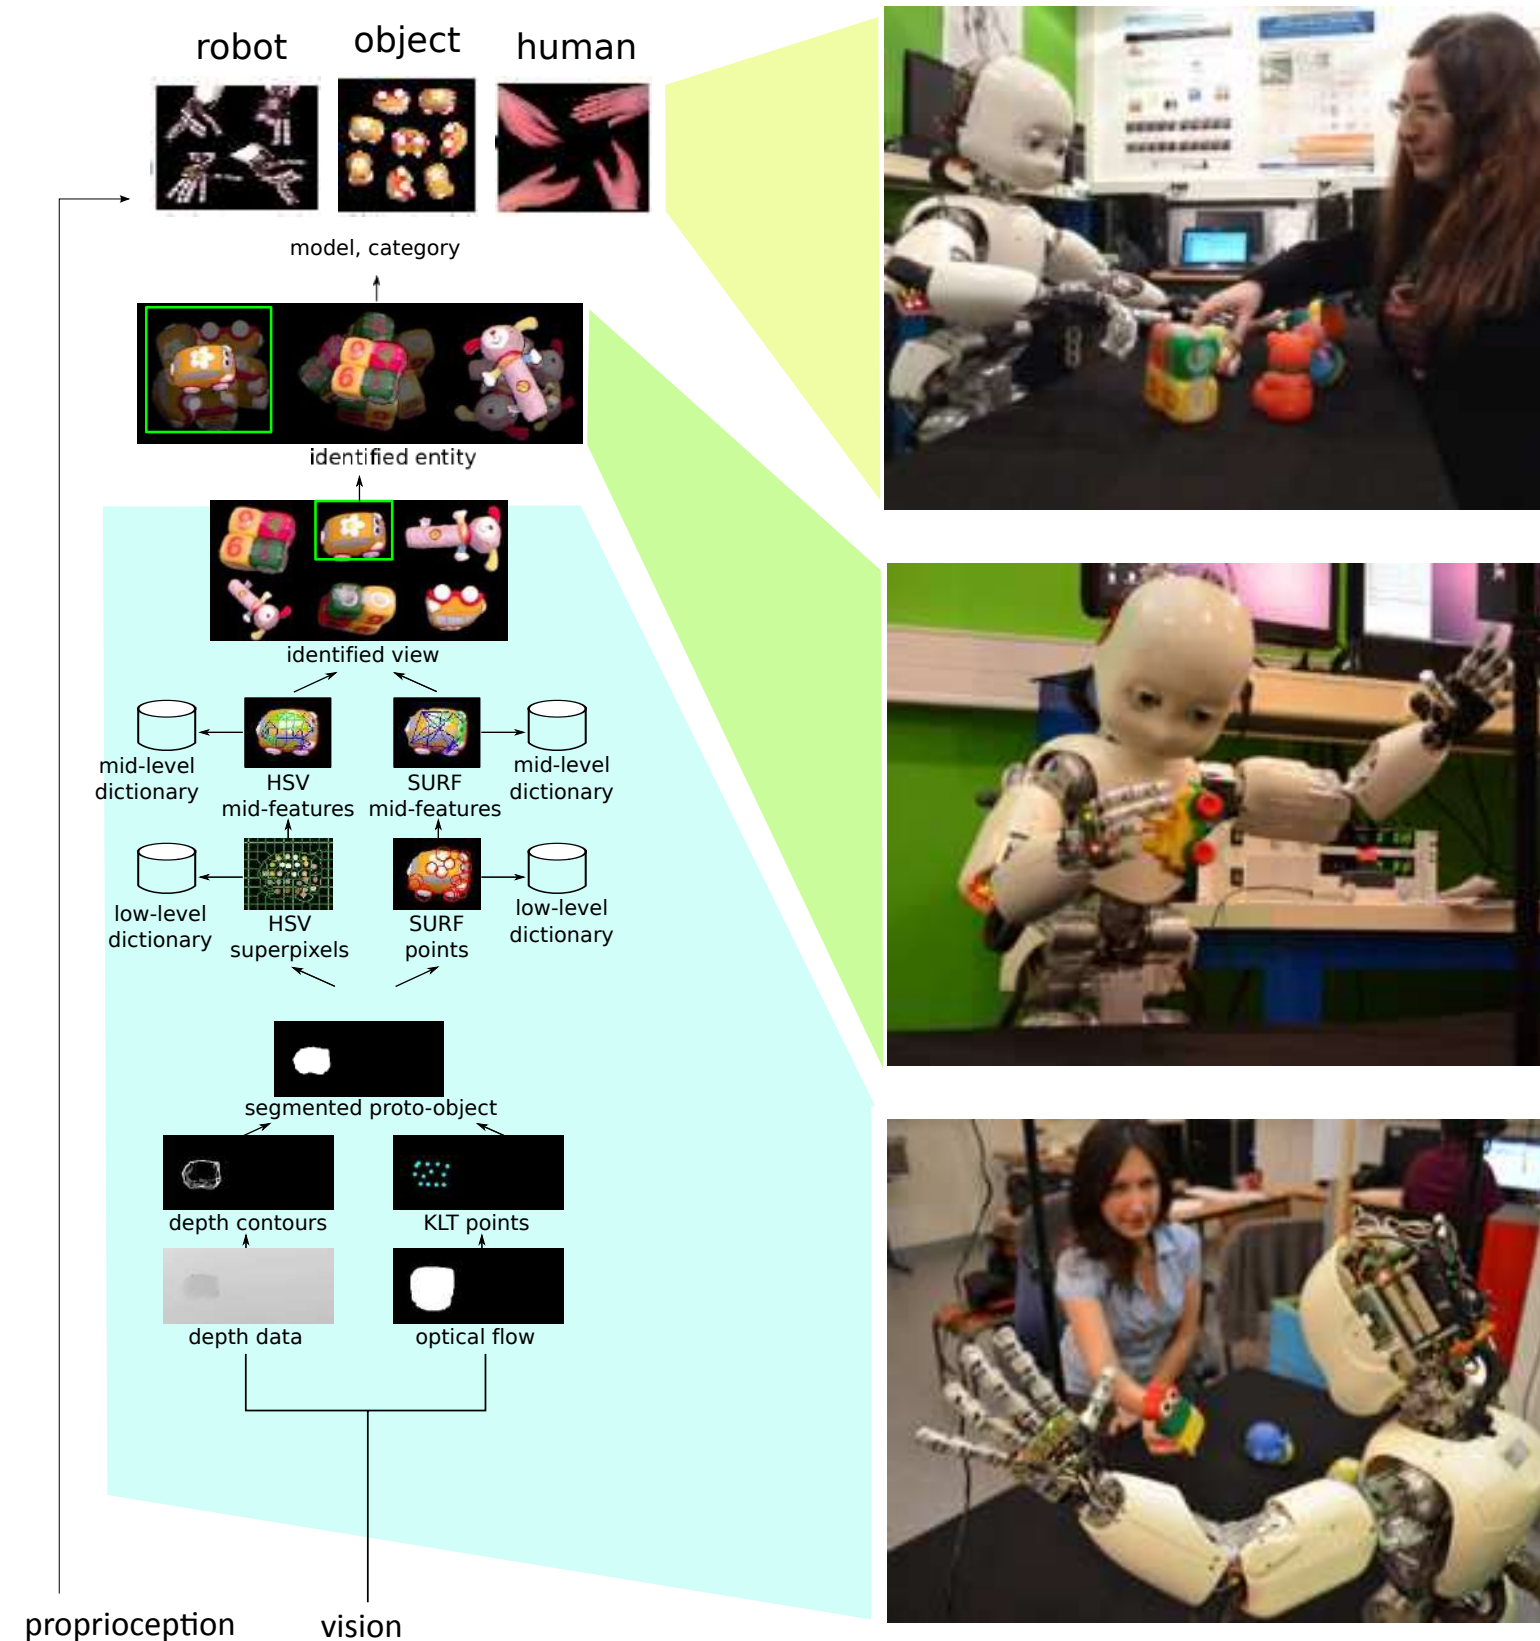 robot object human
model, category
identified entity
identified view
mid-level
dictionary
HSV
mid-features
SURF
mid-features
mid-level
dictionary
low-level
dictionary
HSV
superpixels
SURF
points
low-level
dictionary
segmented proto-object
depth contours
KLT points
depth data
optical flow
proprioception
vision